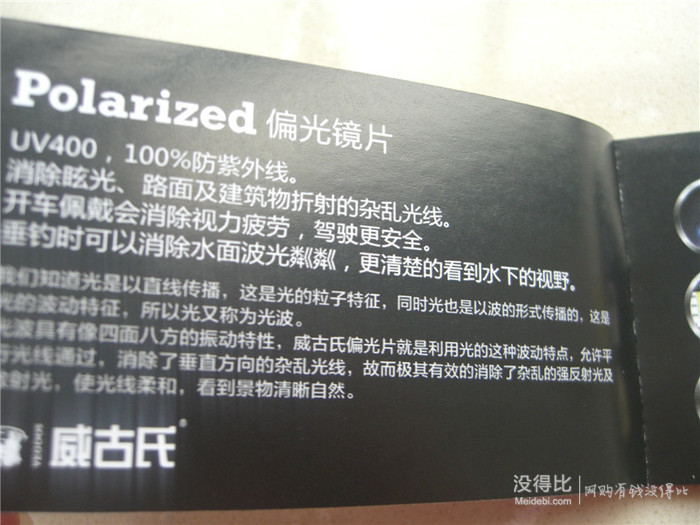 Polarized 偏光镜片
UV400，100%防紫外线。
消除眩光、路面及建筑物折射的杂乱光线。
开车佩戴会消除视力疲劳，驾驶更安全。
垂钓时可以消除水面波光粼粼，更清楚的看到水下的视野。
我们知道光是以直线传播，这是光的粒子特征，同时光也是以波的形式传播的，这是
光的波动特征，所以光又称为光波。
光波具有像四面八方的振动特性，威古氏偏光片就是利用光的这种波动特点，允许平
行光线通过，消除了垂直方向的杂乱光线，故而极其有效的消除了杂乱的强反射光及
散射光，使光线柔和，看到景物清晰自然。
威古氏
没得比
Meidebi.com
网购有钱没得比